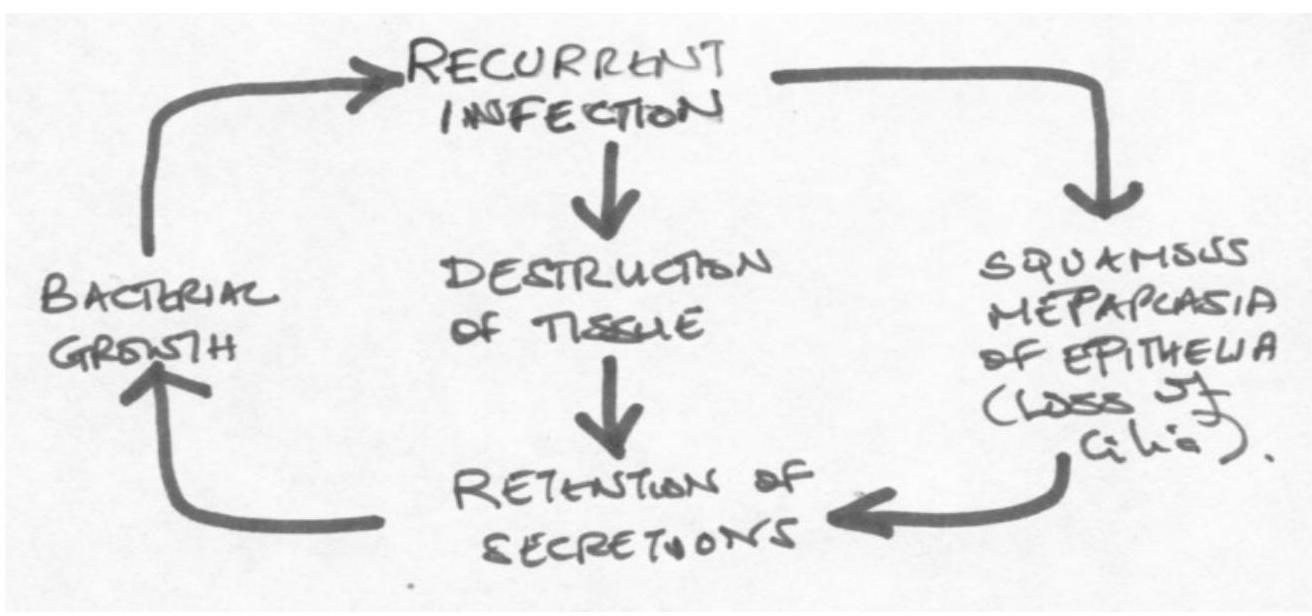 RECURRENT
INFECTION
DESTRUCTION
OF TISSUE
SQUAMOUS
METAPLASIA
OF EPITHELIA
(LOSS of
cilia).
BACTERIAL
GROWTH
RETENTION OF
SECRETIONS